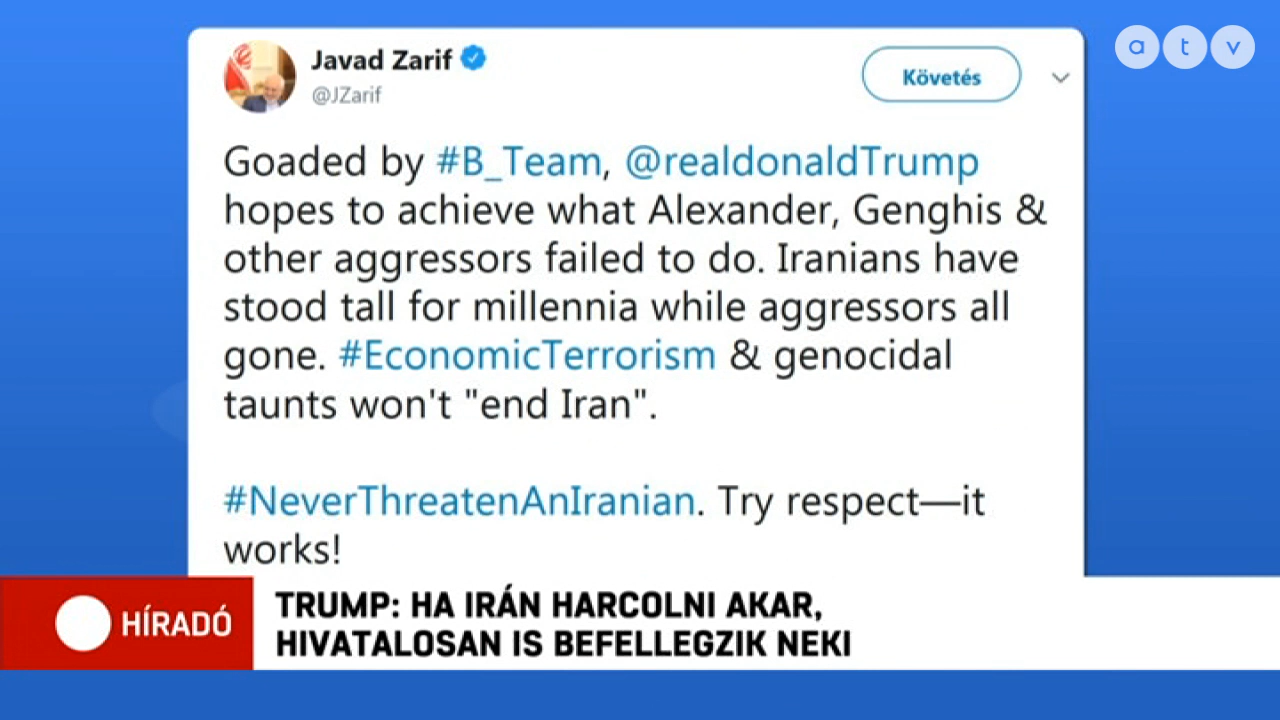 a t v
Javad Zarif
@JZarif
Követés
Goaded by #B_Team, @realdonaldTrump
hopes to achieve what Alexander, Genghis &
other aggressors failed to do. Iranians have
stood tall for millennia while aggressors all
gone. #EconomicTerrorism & genocidal
taunts won't "end Iran".
#NeverThreatenAnIranian. Try respect—it
works!
HÍRADÓ
TRUMP: HA IRÁN HARCOLNI AKAR,
HIVATALOSAN IS BEFELLEGZIK NEKI